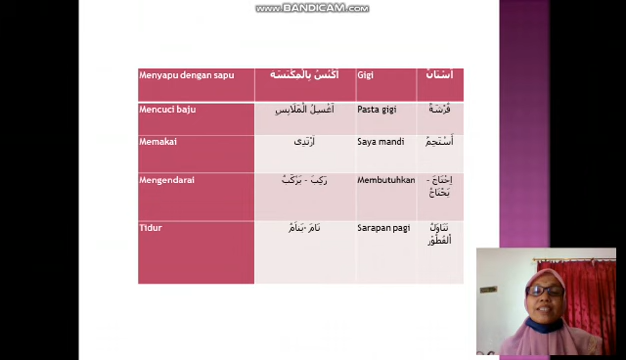 www.BANDICAM.com
Menyapu dengan sapu أَكْنُسُ بِالْمِكْنَسَةِ Gigi أَسْنَانٌ
Mencuci baju أَغْسِلُ الْمَلَابِسِ Pasta gigi فُرْشَةٌ
Memakai أَرْتَدِى Saya mandi أَسْتَحِمُّ
Mengendarai رَكِبَ - يَرْكَبُ Membutuhkan اِحْتَاجَ -
يَحْتَاجُ
Tidur نَامَ -يَنَامُ Sarapan pagi تَنَاوَلَ
الْفُطُوْرَ